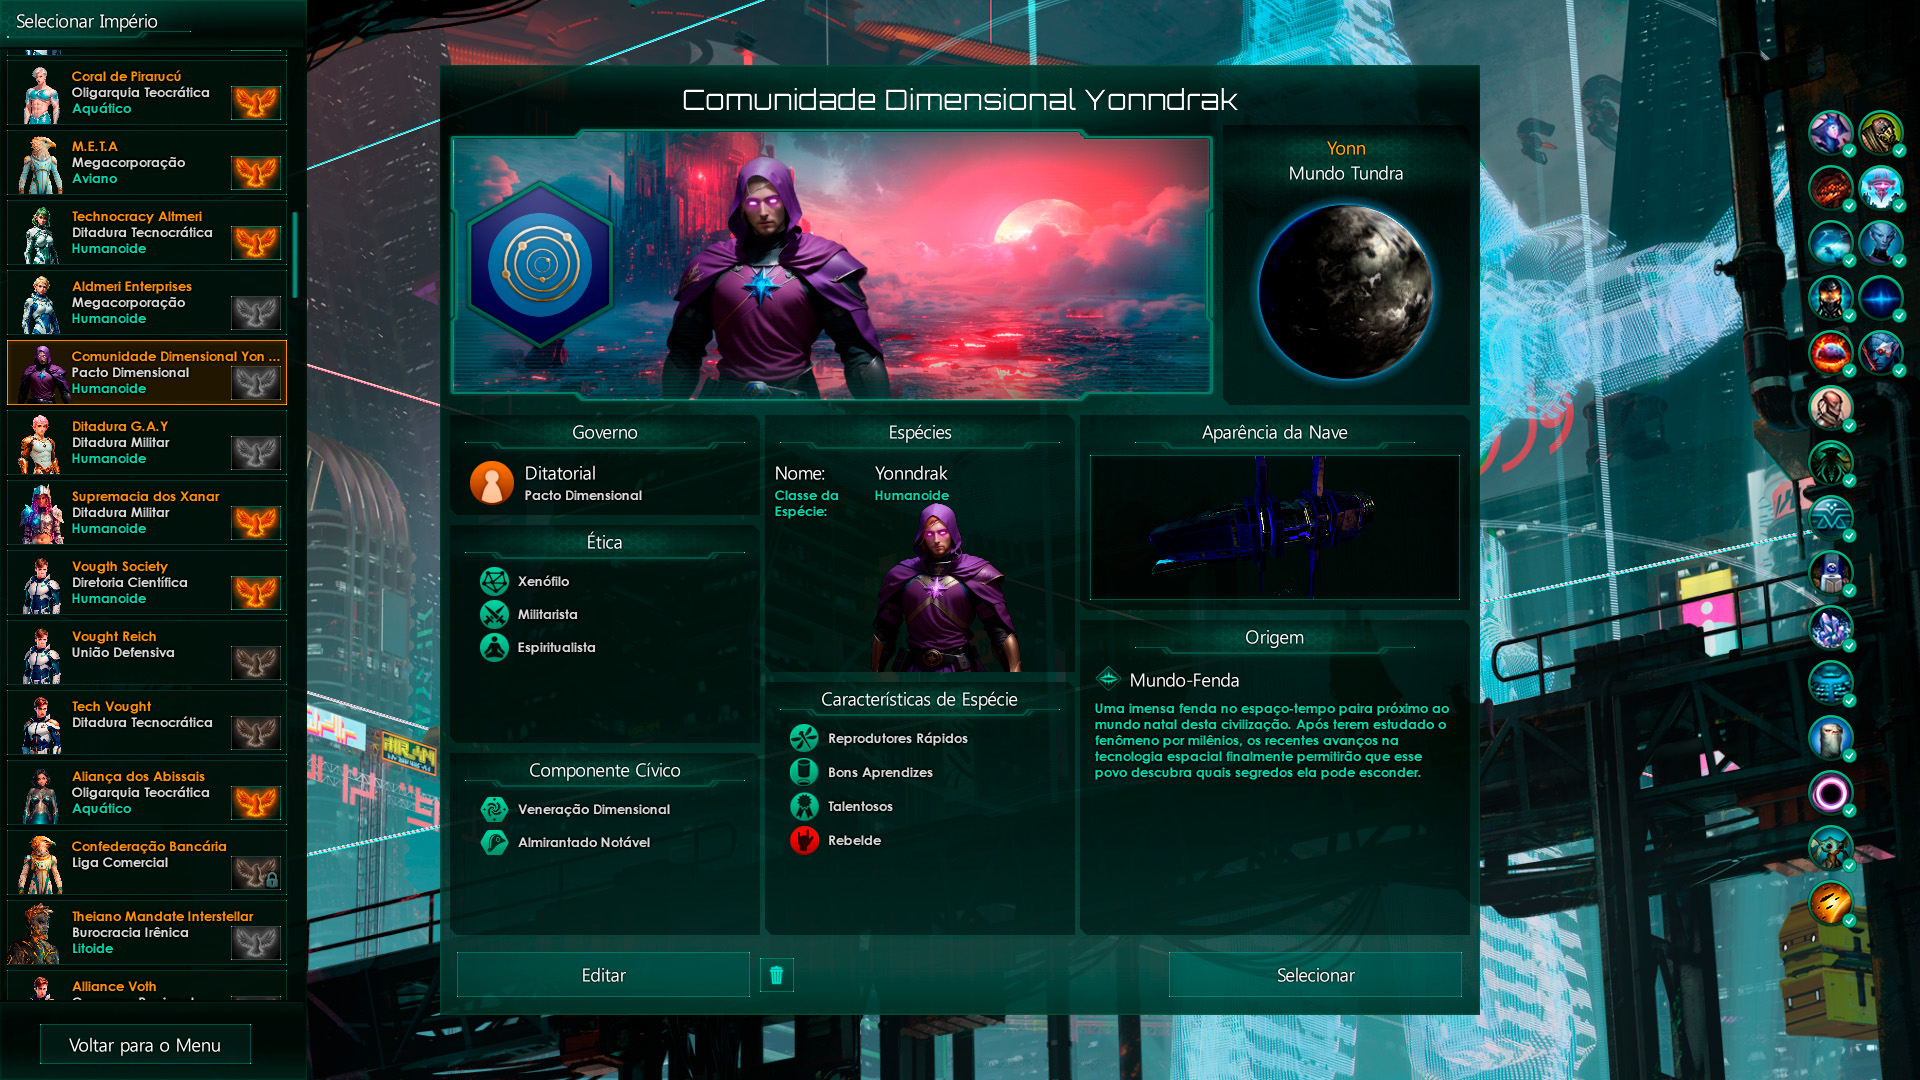 Selecionar Império
Coral de Pirarucú
Oligarquia Teocrática
Aquático
M.E.T.A
Megacorporação
Aviano
Technocracy Altmeri
Ditadura Tecnocrática
Humanoide
Aldmeri Enterprises
Megacorporação
Humanoide
Comunidade Dimensional Yon ...
Pacto Dimensional
Humanoide
Ditadura G.A.Y
Ditadura Militar
Humanoide
Supremacia dos Xanar
Ditadura Militar
Humanoide
Vougth Society
Diretoria Científica
Humanoide
Vought Reich
União Defensiva
Tech Vought
Ditadura Tecnocrática
Aliança dos Abissais
Oligarquia Teocrática
Aquático
Confederação Bancária
Liga Comercial
Theiano Mandate Interstellar
Burocracia Irênica
Litoide
Alliance Voth
Voltar para o Menu
Comunidade Dimensional Yonndrak
Yonn
Mundo Tundra
Governo
Ditatorial
Pacto Dimensional
Ética
Xenófilo
Militarista
Espiritualista
Componente Cívico
Veneração Dimensional
Almirantado Notável
Espécies
Nome: Yonndrak
Classe da Espécie: Humanoide
Características de Espécie
Reprodutores Rápidos
Bons Aprendizes
Talentosos
Rebelde
Aparência da Nave
Origem
Mundo-Fenda
Uma imensa fenda no espaço-tempo paira próximo ao
mundo natal desta civilização. Após terem estudado o
fenômeno por milênios, os recentes avanços na
tecnologia espacial finalmente permitirão que esse
povo descubra quais segredos ela pode esconder.
Editar
Selecionar